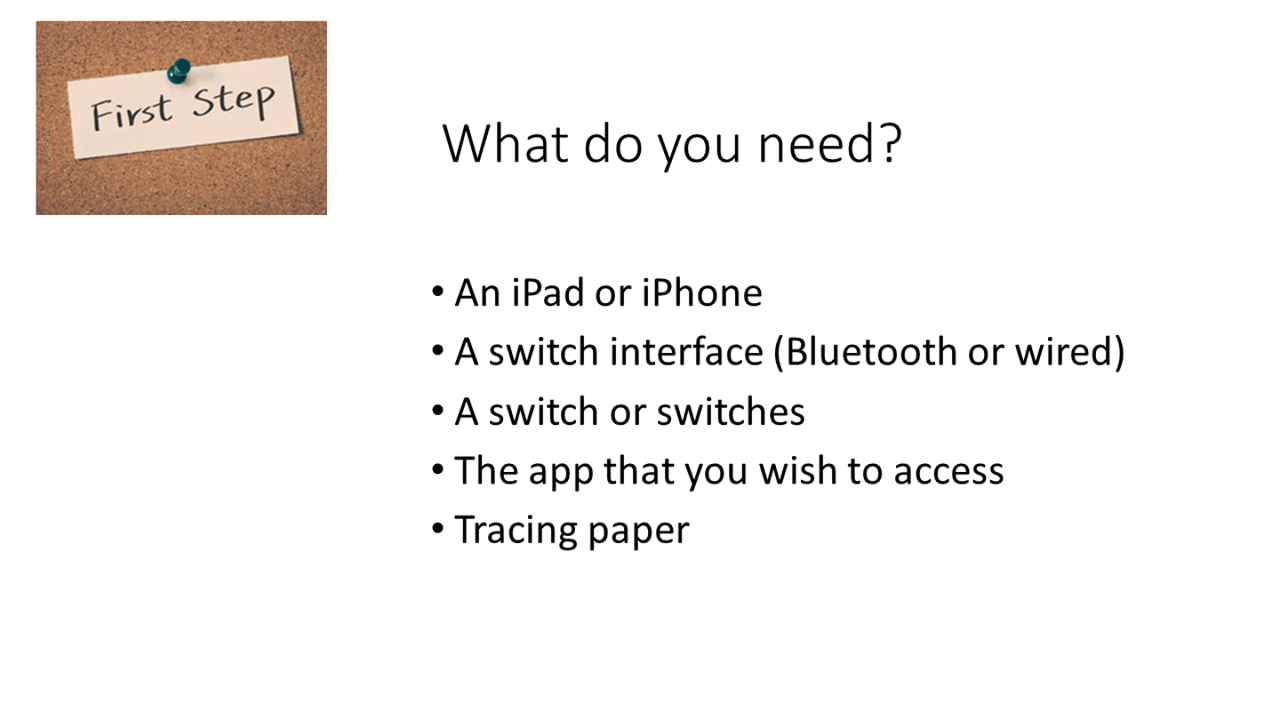 First Step
What do you need?
• An iPad or iPhone
• A switch interface (Bluetooth or wired)
• A switch or switches
• The app that you wish to access
• Tracing paper